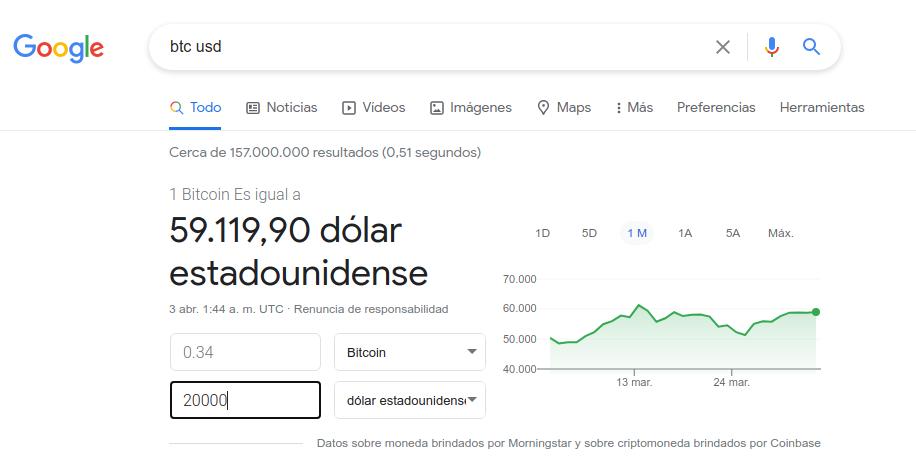 Google
btc usd
Todo Noticias Videos Imágenes Maps Más Preferencias Herramientas
Cerca de 157.000.000 resultados (0,51 segundos)
1 Bitcoin Es igual a
59.119,90 dólar
estadounidense
3 abr. 1:44 a. m. UTC · Renuncia de responsabilidad
0.34 Bitcoin
20000 dólar estadounidens
1D 5D 1 M 1A 5A Máx.
70.000
60.000
50.000
40.000
13 mar. 24 mar.
Datos sobre moneda brindados por Morningstar y sobre criptomoneda brindados por Coinbase